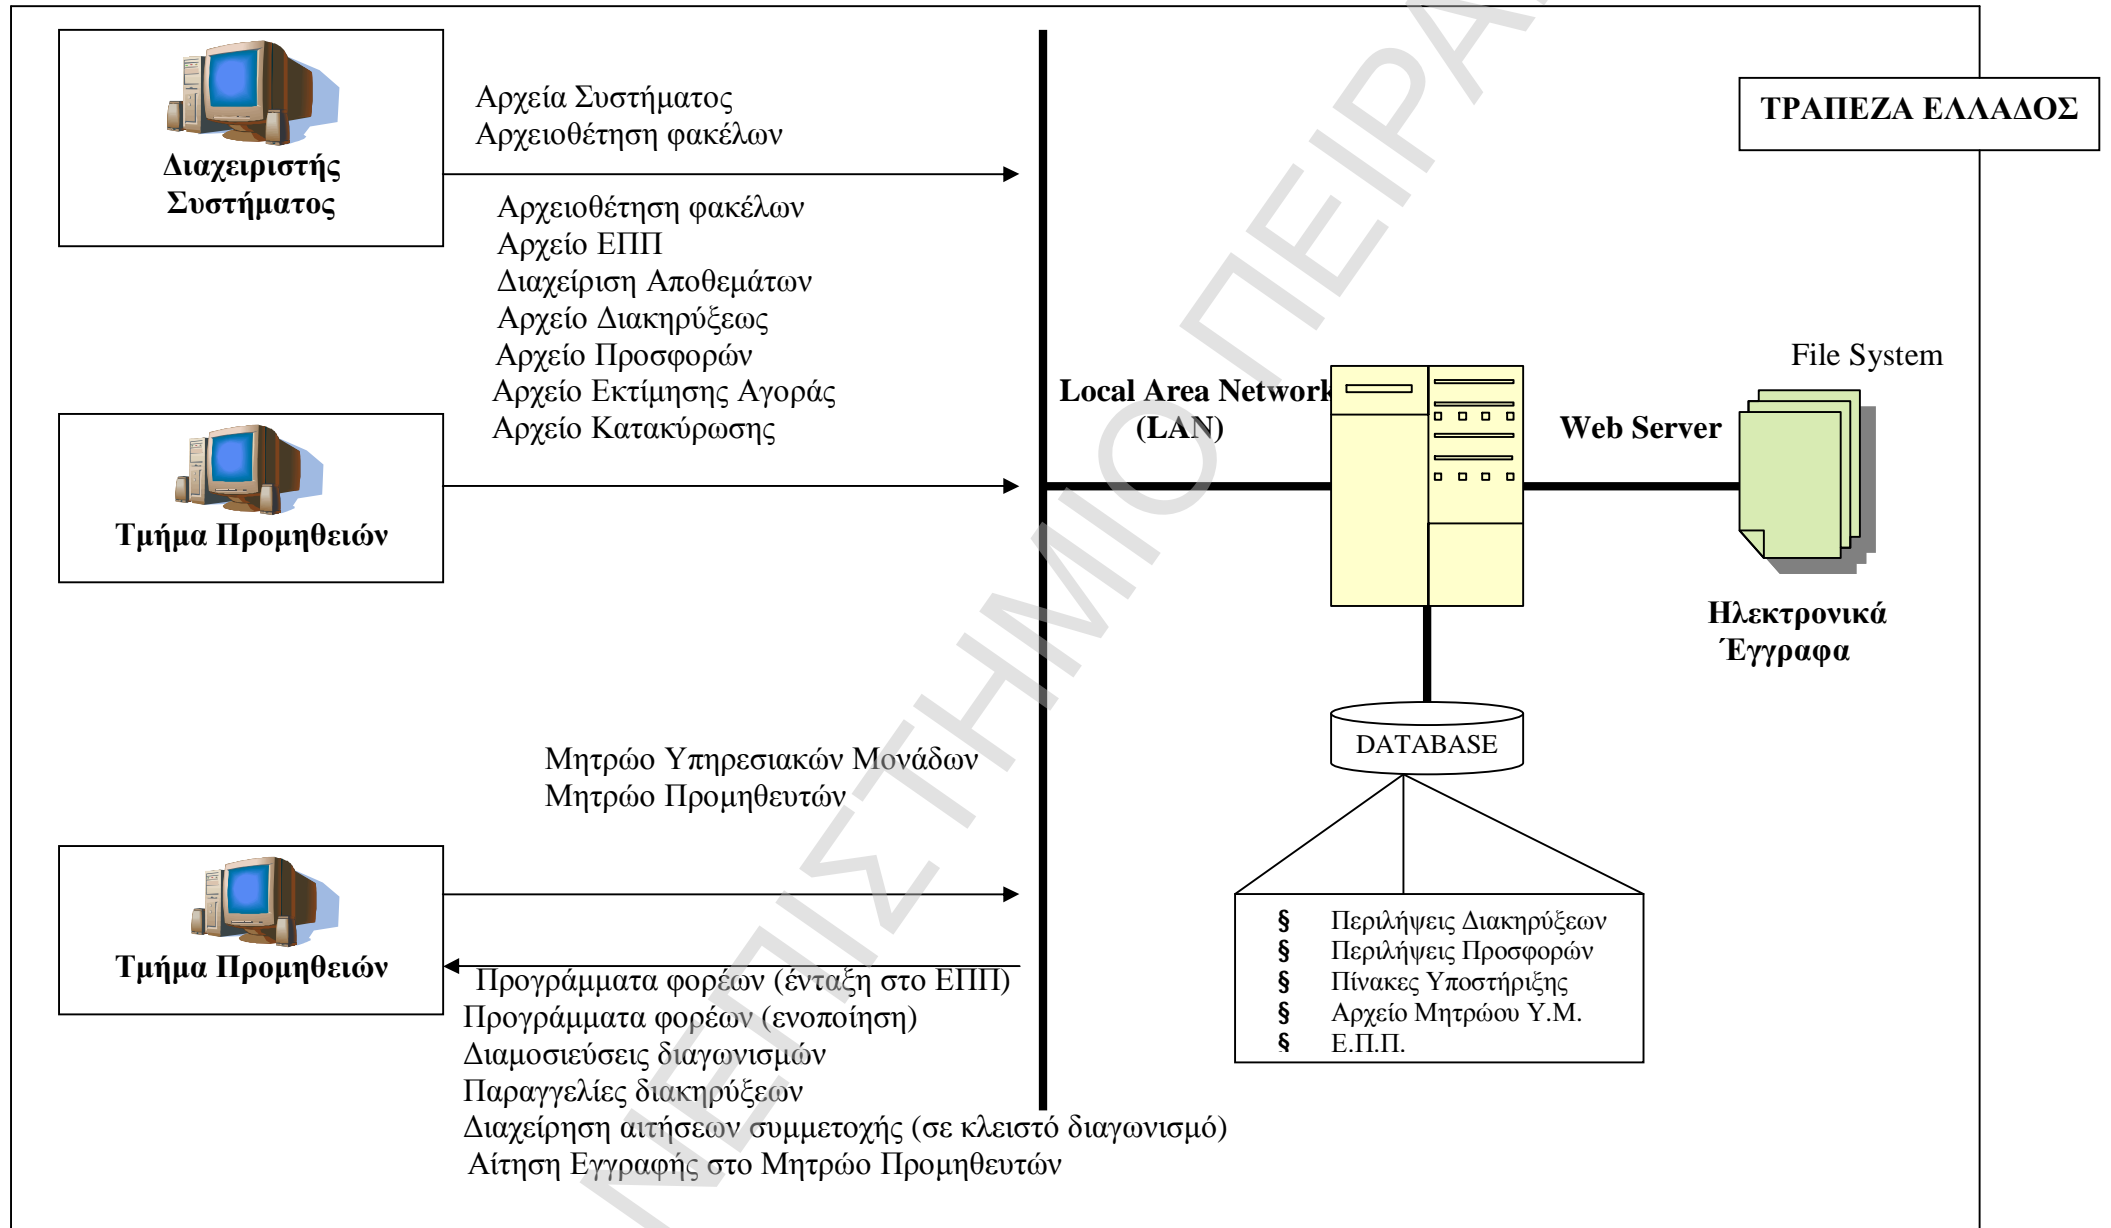 Διαχειριστής
Συστήματος
Αρχεία Συστήματος
Αρχειοθέτηση φακέλων
ΤΡΑΠΕΖΑ ΕΛΛΑΔΟΣ
Αρχειοθέτηση φακέλων
Αρχείο ΕΠΠ
Διαχείριση Αποθεμάτων
Αρχείο Διακηρύξεως
Αρχείο Προσφορών
Αρχείο Εκτίμησης Αγοράς
Αρχείο Κατακύρωσης
Τμήμα Προμηθειών
Local Area Network
(LAN)
Web Server
File System
Ηλεκτρονικά
Έγγραφα
DATABASE
Μητρώο Υπηρεσιακών Μονάδων
Μητρώο Προμηθευτών
Τμήμα Προμηθειών
Προγράμματα φορέων (ένταξη στο ΕΠΠ)
Προγράμματα φορέων (ενοποίηση)
Διαμοσιεύσεις διαγωνισμών
Παραγγελίες διακηρύξεων
Διαχείρηση αιτήσεων συμμετοχής (σε κλειστό διαγωνισμό)
Αίτηση Εγγραφής στο Μητρώο Προμηθευτών
§ Περιλήψεις Διακηρύξεων
§ Περιλήψεις Προσφορών
§ Πίνακες Υποστήριξης
§ Αρχείο Μητρώου Υ.Μ.
§ Ε.Π.Π.
ΝΕΠΙΣΤΗΜΙΟ ΠΕΙΡΑ